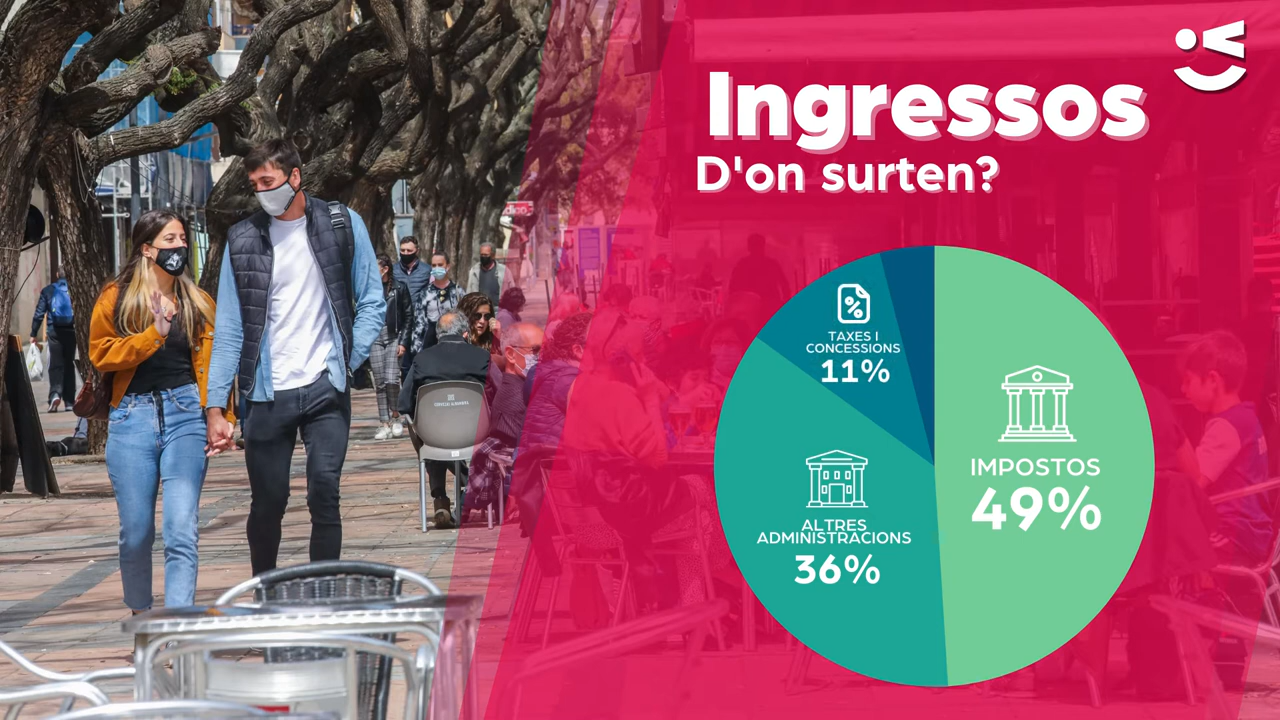 Ingressos
D'on surten?
TAXES I
CONCESSIONS
11%
IMPOSTOS
49%
ALTRES
ADMINISTRACIONS
36%